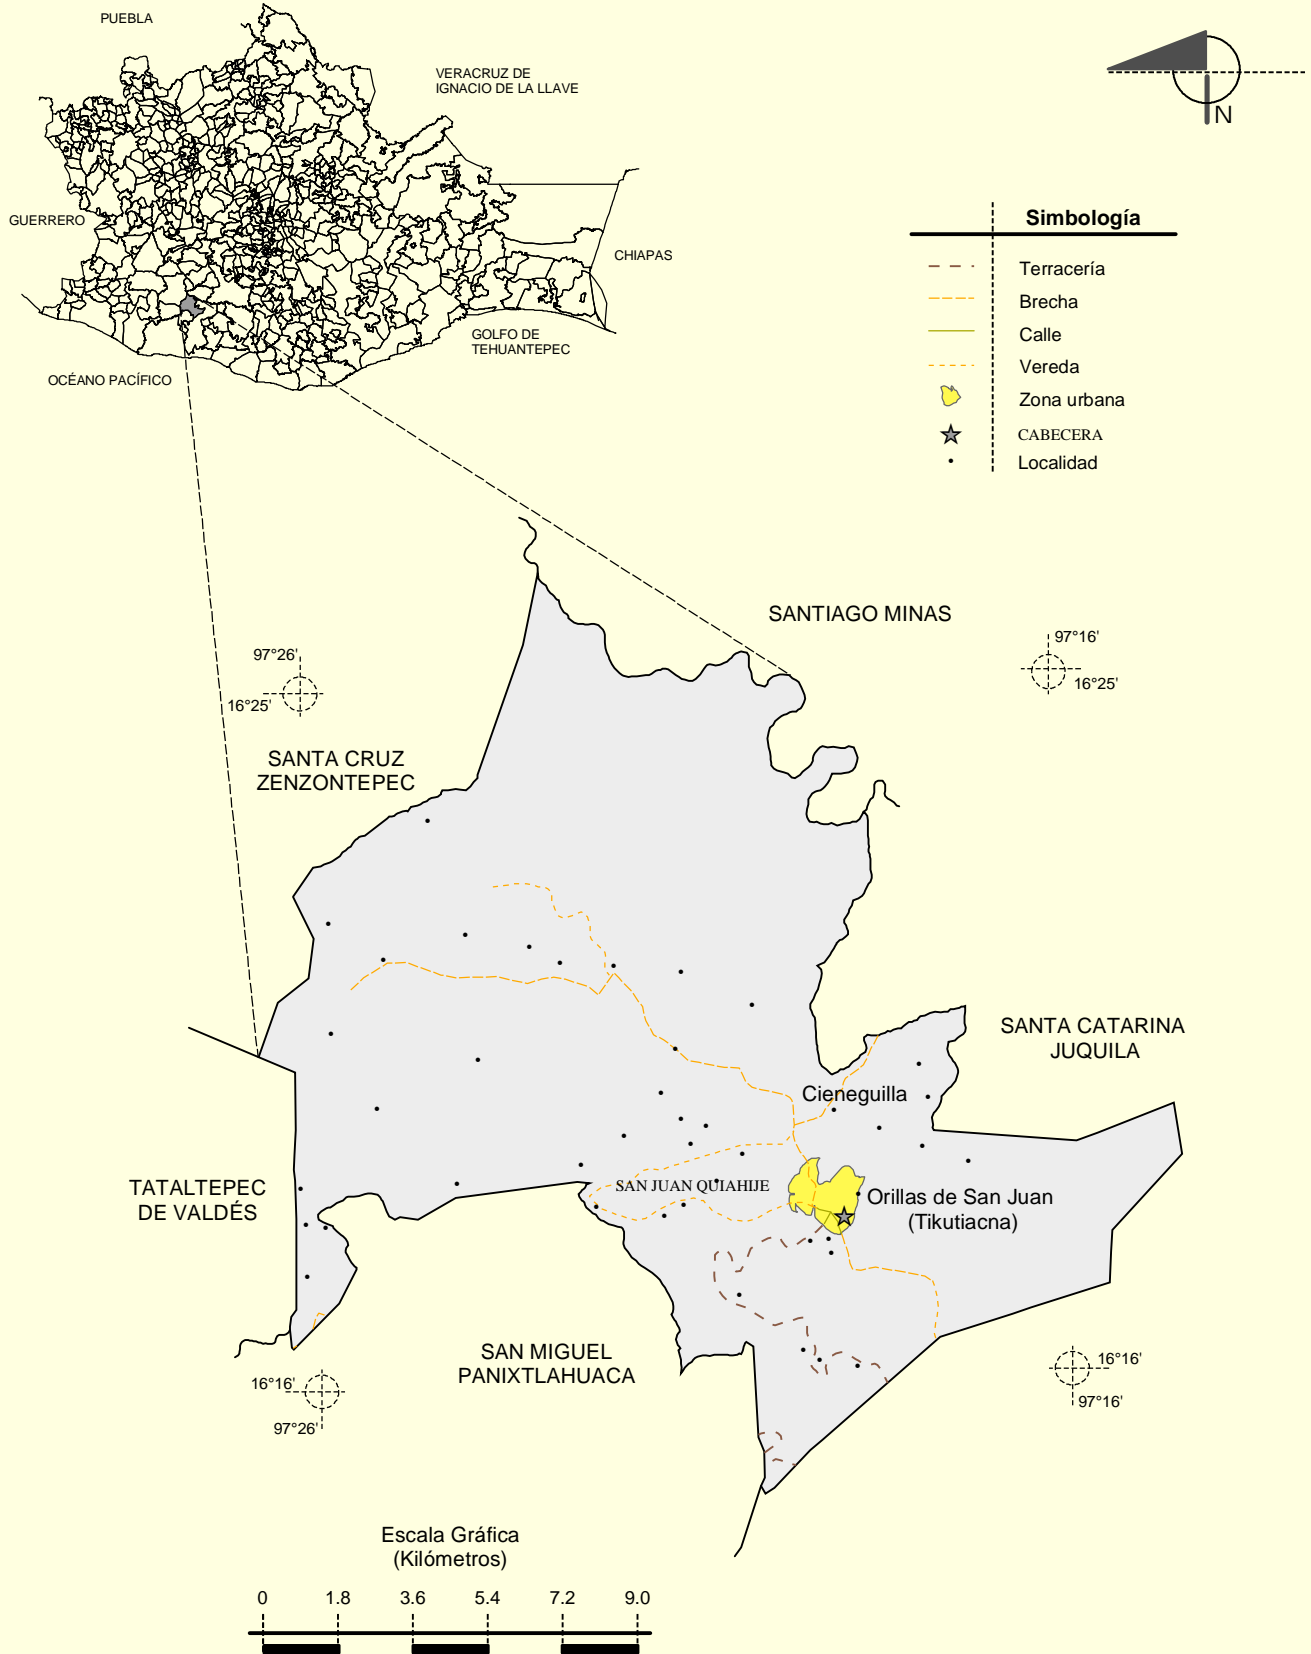 PUEBLA
VERACRUZ DE
IGNACIO DE LA LLAVE
N
GUERRERO
CHIAPAS
GOLFO DE
TEHUANTEPEC
OCÉANO PACÍFICO
Simbología
Terracería
Brecha
Calle
Vereda
Zona urbana
CABECERA
Localidad
SANTIAGO MINAS
97°26'
16°25'
97°16'
16°25'
SANTA CRUZ
ZENZONTEPEC
SANTA CATARINA
JUQUILA
Cieneguilla
SAN JUAN QUIAHIJE
TATALTEPEC
DE VALDÉS
Orillas de San Juan
(Tikutiacna)
SAN MIGUEL
PANIXTLAHUACA
16°16'
97°26'
16°16'
97°16'
Escala Gráfica
(Kilómetros)
0 1.8 3.6 5.4 7.2 9.0